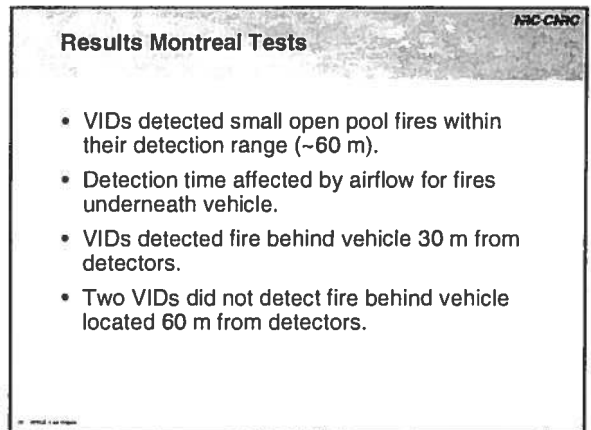 NRC-CNRC
Results Montreal Tests
• VIDs detected small open pool fires within
their detection range (~60 m).
• Detection time affected by airflow for fires
underneath vehicle.
• VIDs detected fire behind vehicle 30 m from
detectors.
• Two VIDs did not detect fire behind vehicle
located 60 m from detectors.